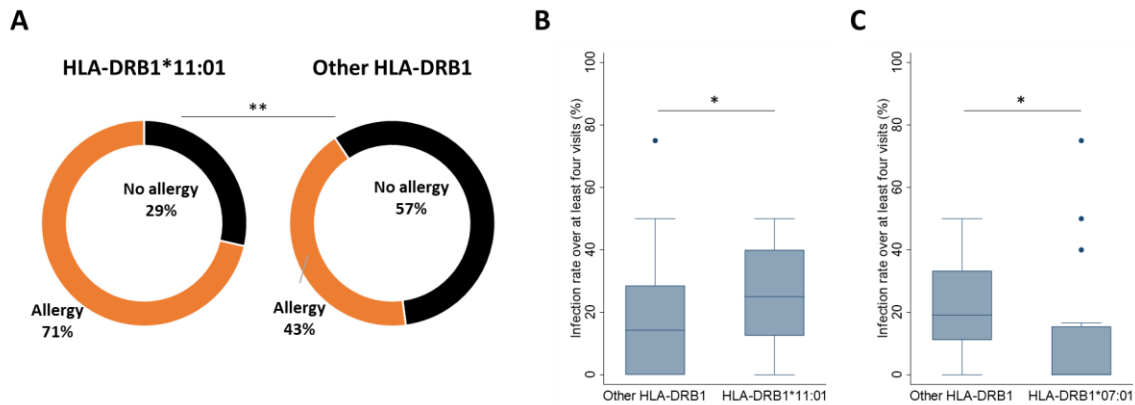 A
HLA-DRB1*11:01
Other HLA-DRB1
**
No allergy
29%
Allergy
71%
No allergy
57%
Allergy
43%
B
Infection rate over at least four visits (%)
100
80
60
40
20
0
*
Other HLA-DRB1
HLA-DRB1*11:01
C
Infection rate over at least four visits (%)
100
80
60
40
20
0
*
Other HLA-DRB1
HLA-DRB1*07:01